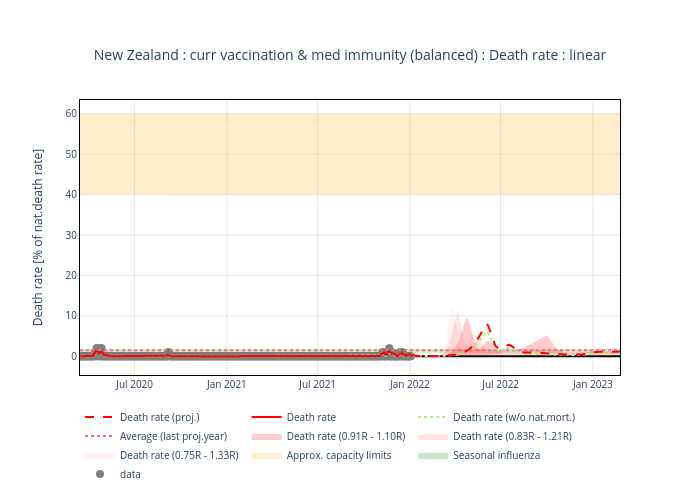 New Zealand : curr vaccination & med immunity (balanced) : Death rate : linear
Death rate [% of nat.death rate]
60
50
40
30
20
10
0
Jul 2020
Jan 2021
Jul 2021
Jan 2022
Jul 2022
Jan 2023
Death rate (proj.)
Death rate
Death rate (w/o nat.mort.)
Average (last proj.year)
Death rate (0.91R - 1.10R)
Death rate (0.83R - 1.21R)
Death rate (0.75R - 1.33R)
Approx. capacity limits
Seasonal influenza
data